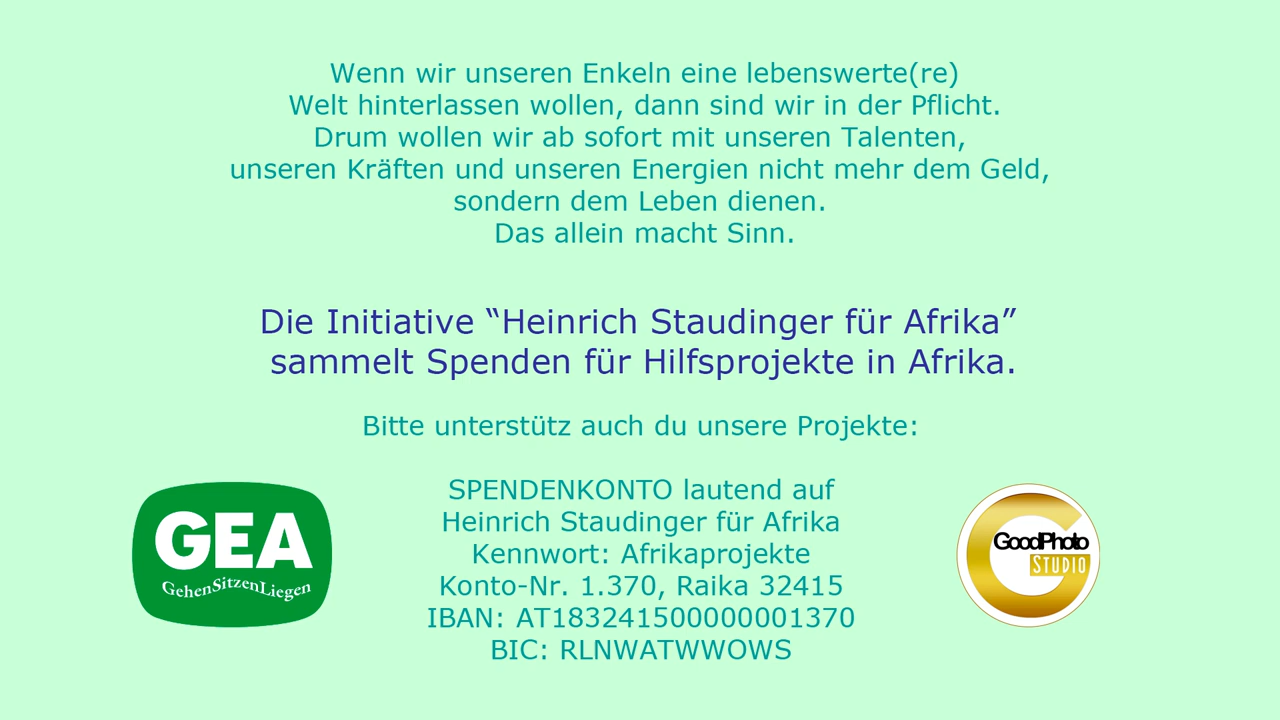 Wenn wir unseren Enkeln eine lebenswerte(re)
Welt hinterlassen wollen, dann sind wir in der Pflicht.
Drum wollen wir ab sofort mit unseren Talenten,
unseren Kräften und unseren Energien nicht mehr dem Geld,
sondern dem Leben dienen.
Das allein macht Sinn.
Die Initiative “Heinrich Staudinger für Afrika”
sammelt Spenden für Hilfsprojekte in Afrika.
Bitte unterstütz auch du unsere Projekte:
SPENDENKONTO lautend auf
Heinrich Staudinger für Afrika
Kennwort: Afrikaprojekte
Konto-Nr. 1.370, Raika 32415
IBAN: AT183241500000001370
BIC: RLNWATWWOWS
GEA
GehenSitzenLiegen
GoodPhoto
STUDIO